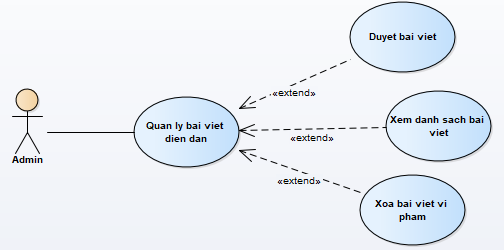 Duyet bai viet
«extend»
Quan ly bai viet
dien dan
Xem danh sach bai
viet
«extend»
Admin
«extend»
Xoa bai viet vi
pham